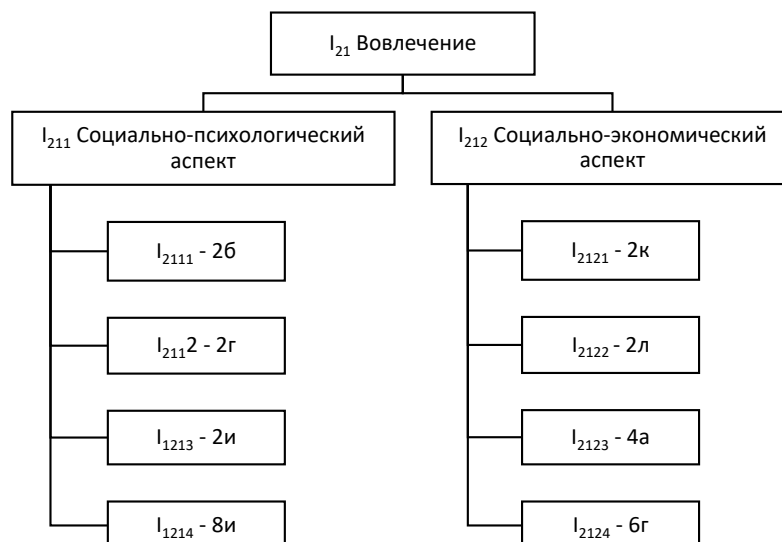 I₂₁ Вовлечение
I₂₁₁ Социально-психологический
аспект
I₂₁₂ Социально-экономический
аспект
I₂₁₁₁ - 2б
I₂₁₁2 - 2г
I₁₂₁₃ - 2и
I₁₂₁₄ - 8и
I₂₁₂₁ - 2к
I₂₁₂₂ - 2л
I₂₁₂₃ - 4а
I₂₁₂₄ - 6г